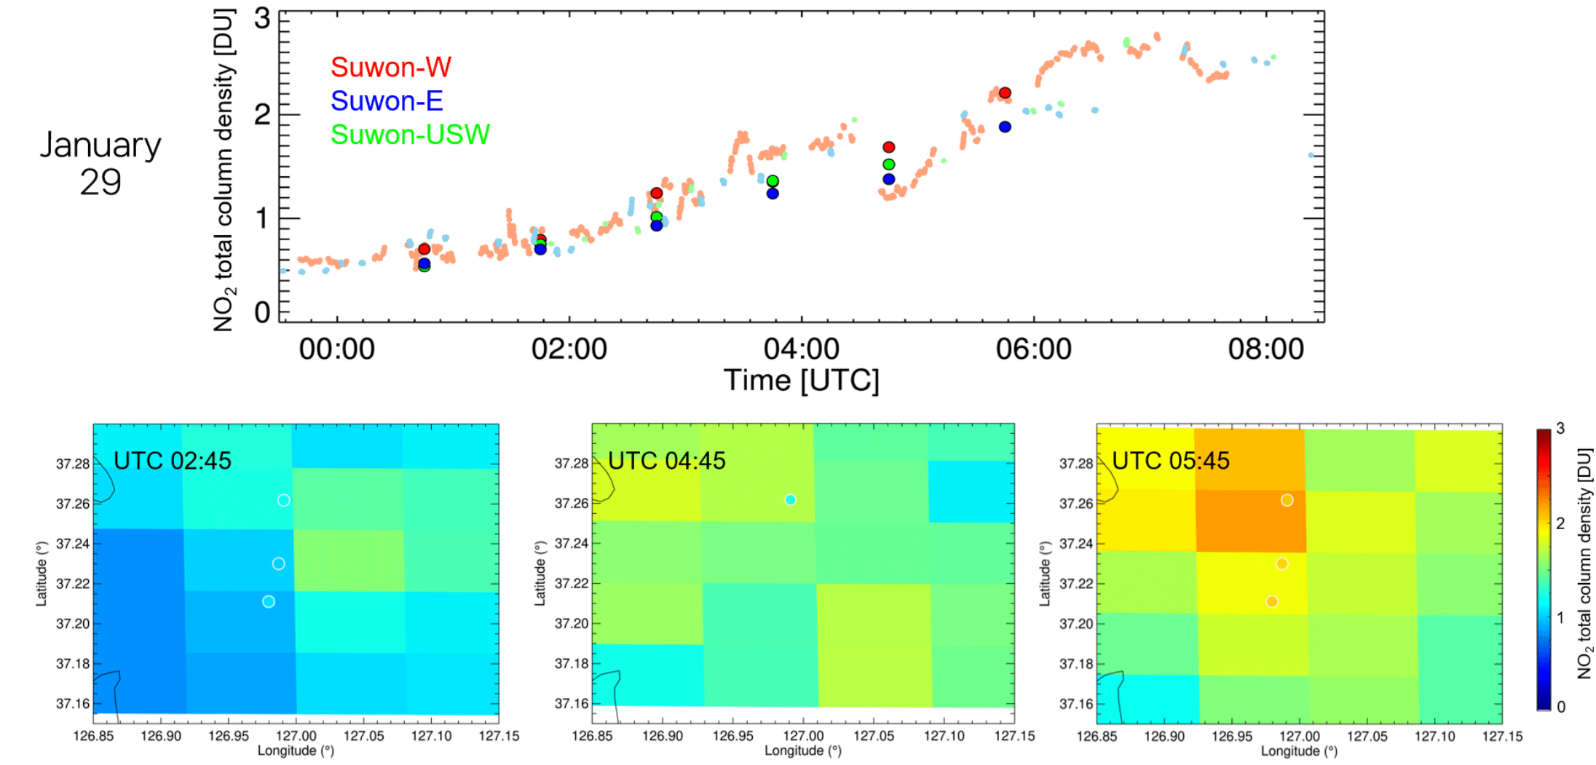 January
29
NO2 total column density [DU]
3
2
1
0
Suwon-W
Suwon-E
Suwon-USW
00:00 02:00 04:00 06:00 08:00
Time [UTC]
UTC 02:45
Latitude (°)
37.28
37.26
37.24
37.22
37.20
37.18
37.16
126.85 126.90 126.95 127.00 127.05 127.10 127.15
Longitude (°)
UTC 04:45
Latitude (°)
37.28
37.26
37.24
37.22
37.20
37.18
37.16
126.85 126.90 126.95 127.00 127.05 127.10 127.15
Longitude (°)
UTC 05:45
Latitude (°)
37.28
37.26
37.24
37.22
37.20
37.18
37.16
126.85 126.90 126.95 127.00 127.05 127.10 127.15
Longitude (°)
3
2
1
0
NO2 total column density [DU]